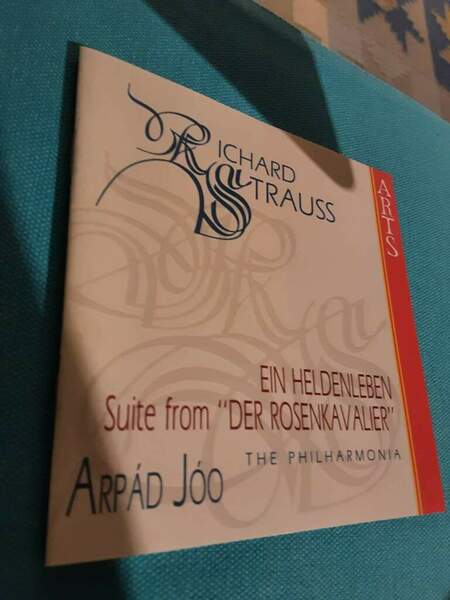 RICHARD
STRAUSS
ARTS
EIN HELDENLEBEN
Suite from "DER ROSENKAVALIER"
THE PHILHARMONIA
ARPÁD JÓO